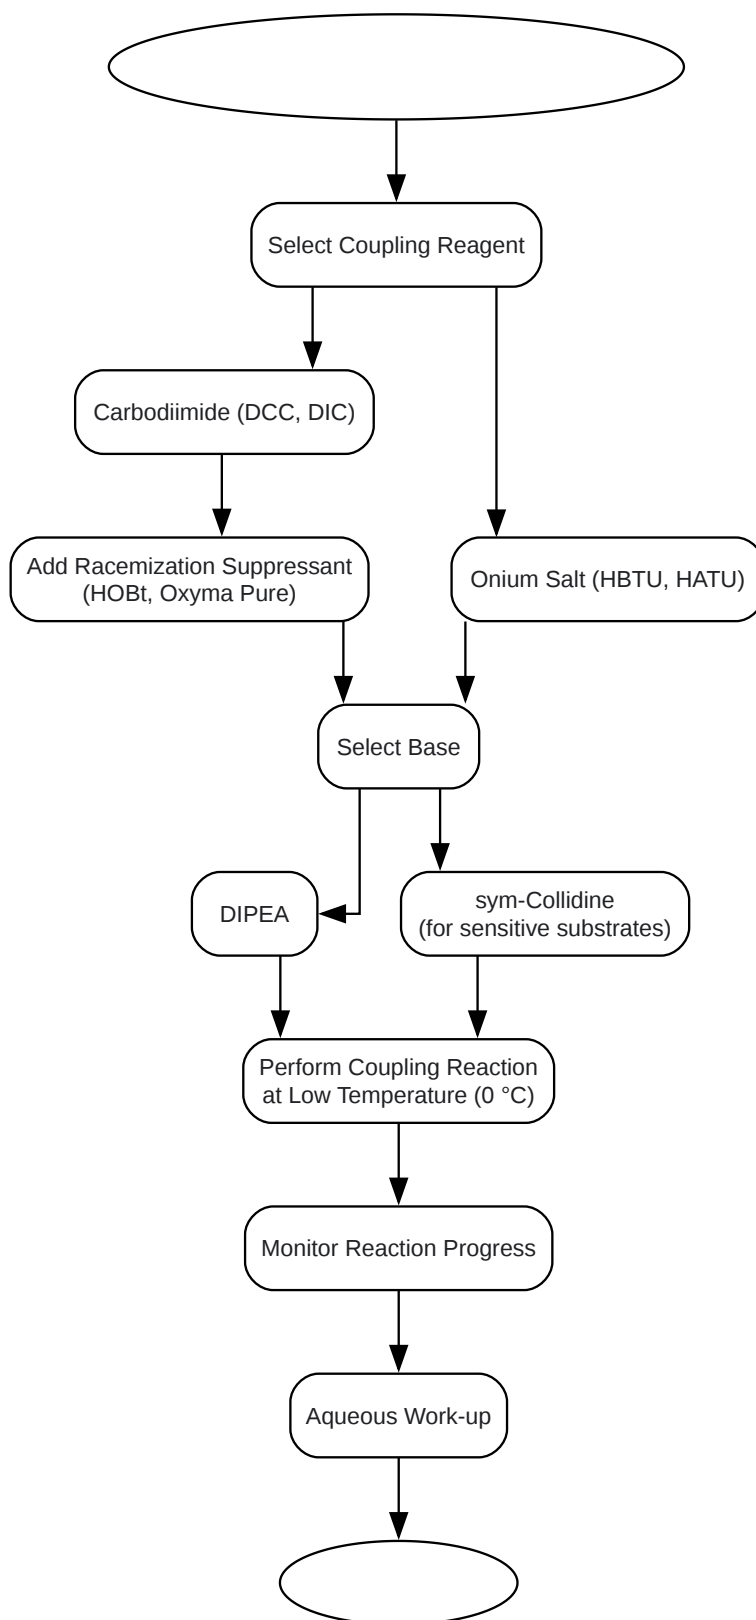 Select Coupling Reagent
Carbodiimide (DCC, DIC)
Add Racemization Suppressant
(HOBt, Oxyma Pure)
Onium Salt (HBTU, HATU)
Select Base
DIPEA
sym-Collidine
(for sensitive substrates)
Perform Coupling Reaction
at Low Temperature (0 °C)
Monitor Reaction Progress
Aqueous Work-up